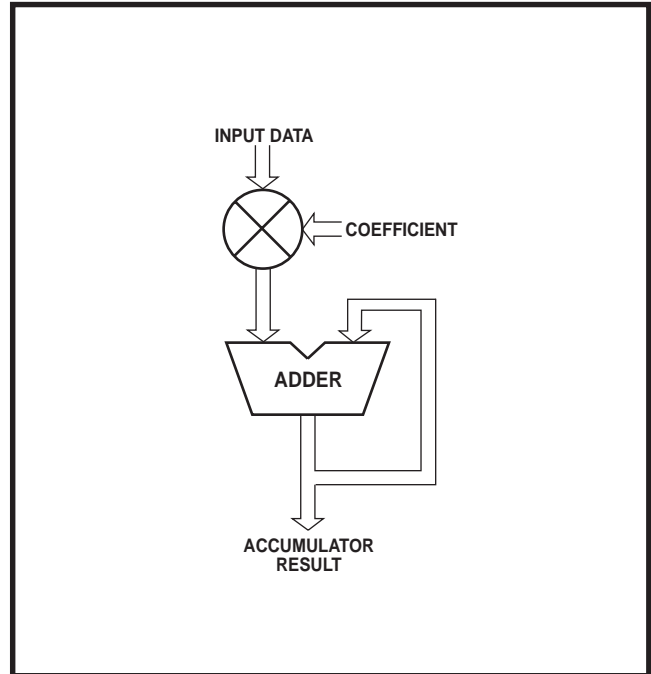 INPUT DATA
COEFFICIENT
ADDER
ACCUMULATOR
RESULT